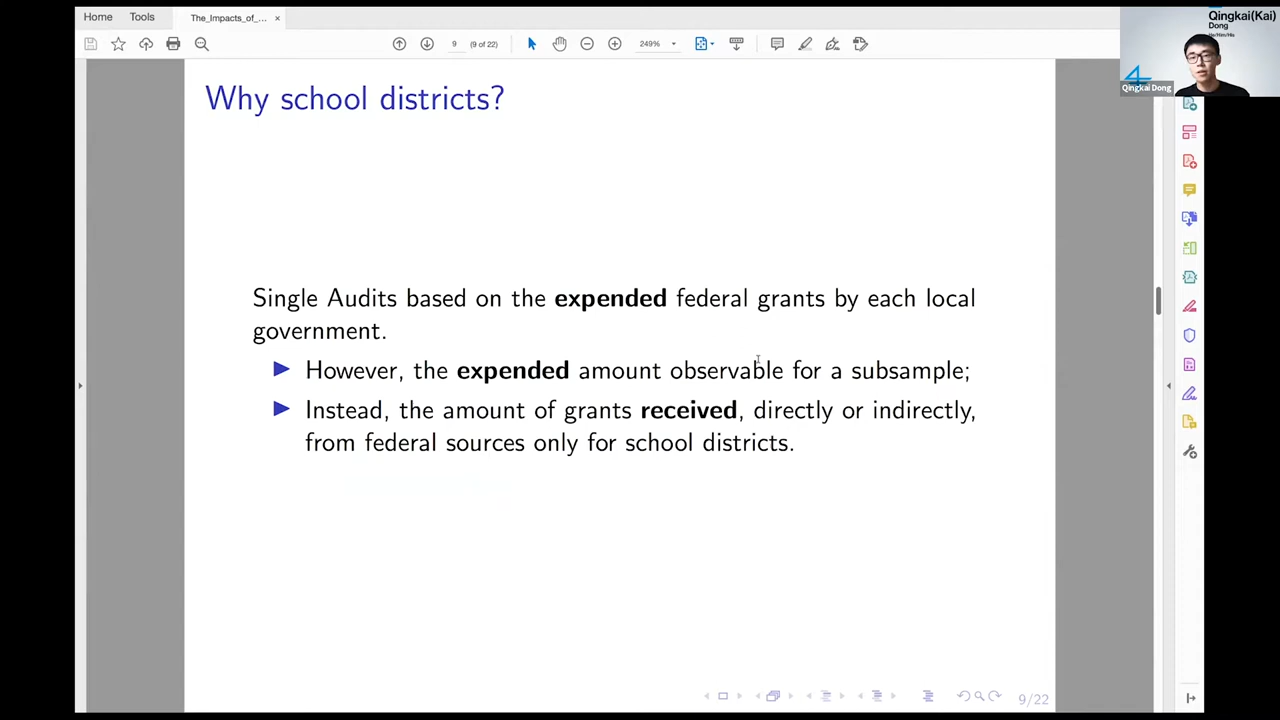 Home
Tools
The_Impacts_of_... ×
9 (9 of 22)
249%
Qingkai(Kai)
Dong
Qingkai Dong
Why school districts?
Single Audits based on the expended federal grants by each local
government.
However, the expended amount observable for a subsample;
Instead, the amount of grants received, directly or indirectly,
from federal sources only for school districts.
9/22